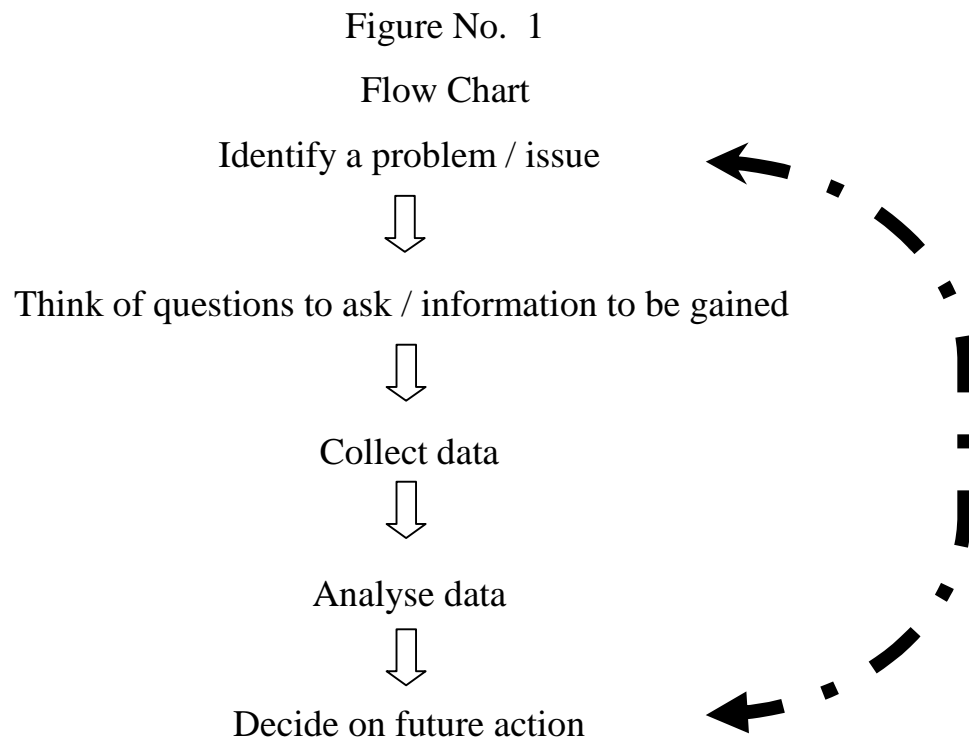 Figure No. 1
Flow Chart
Identify a problem / issue
Think of questions to ask / information to be gained
Collect data
Analyse data
Decide on future action